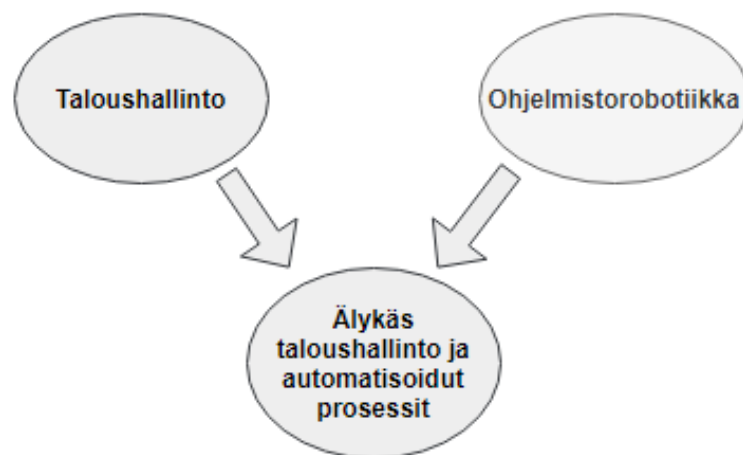 Taloushallinto
Ohjelmistorobotiikka
Älykäs
taloushallinto ja
automatisoidut
prosessit